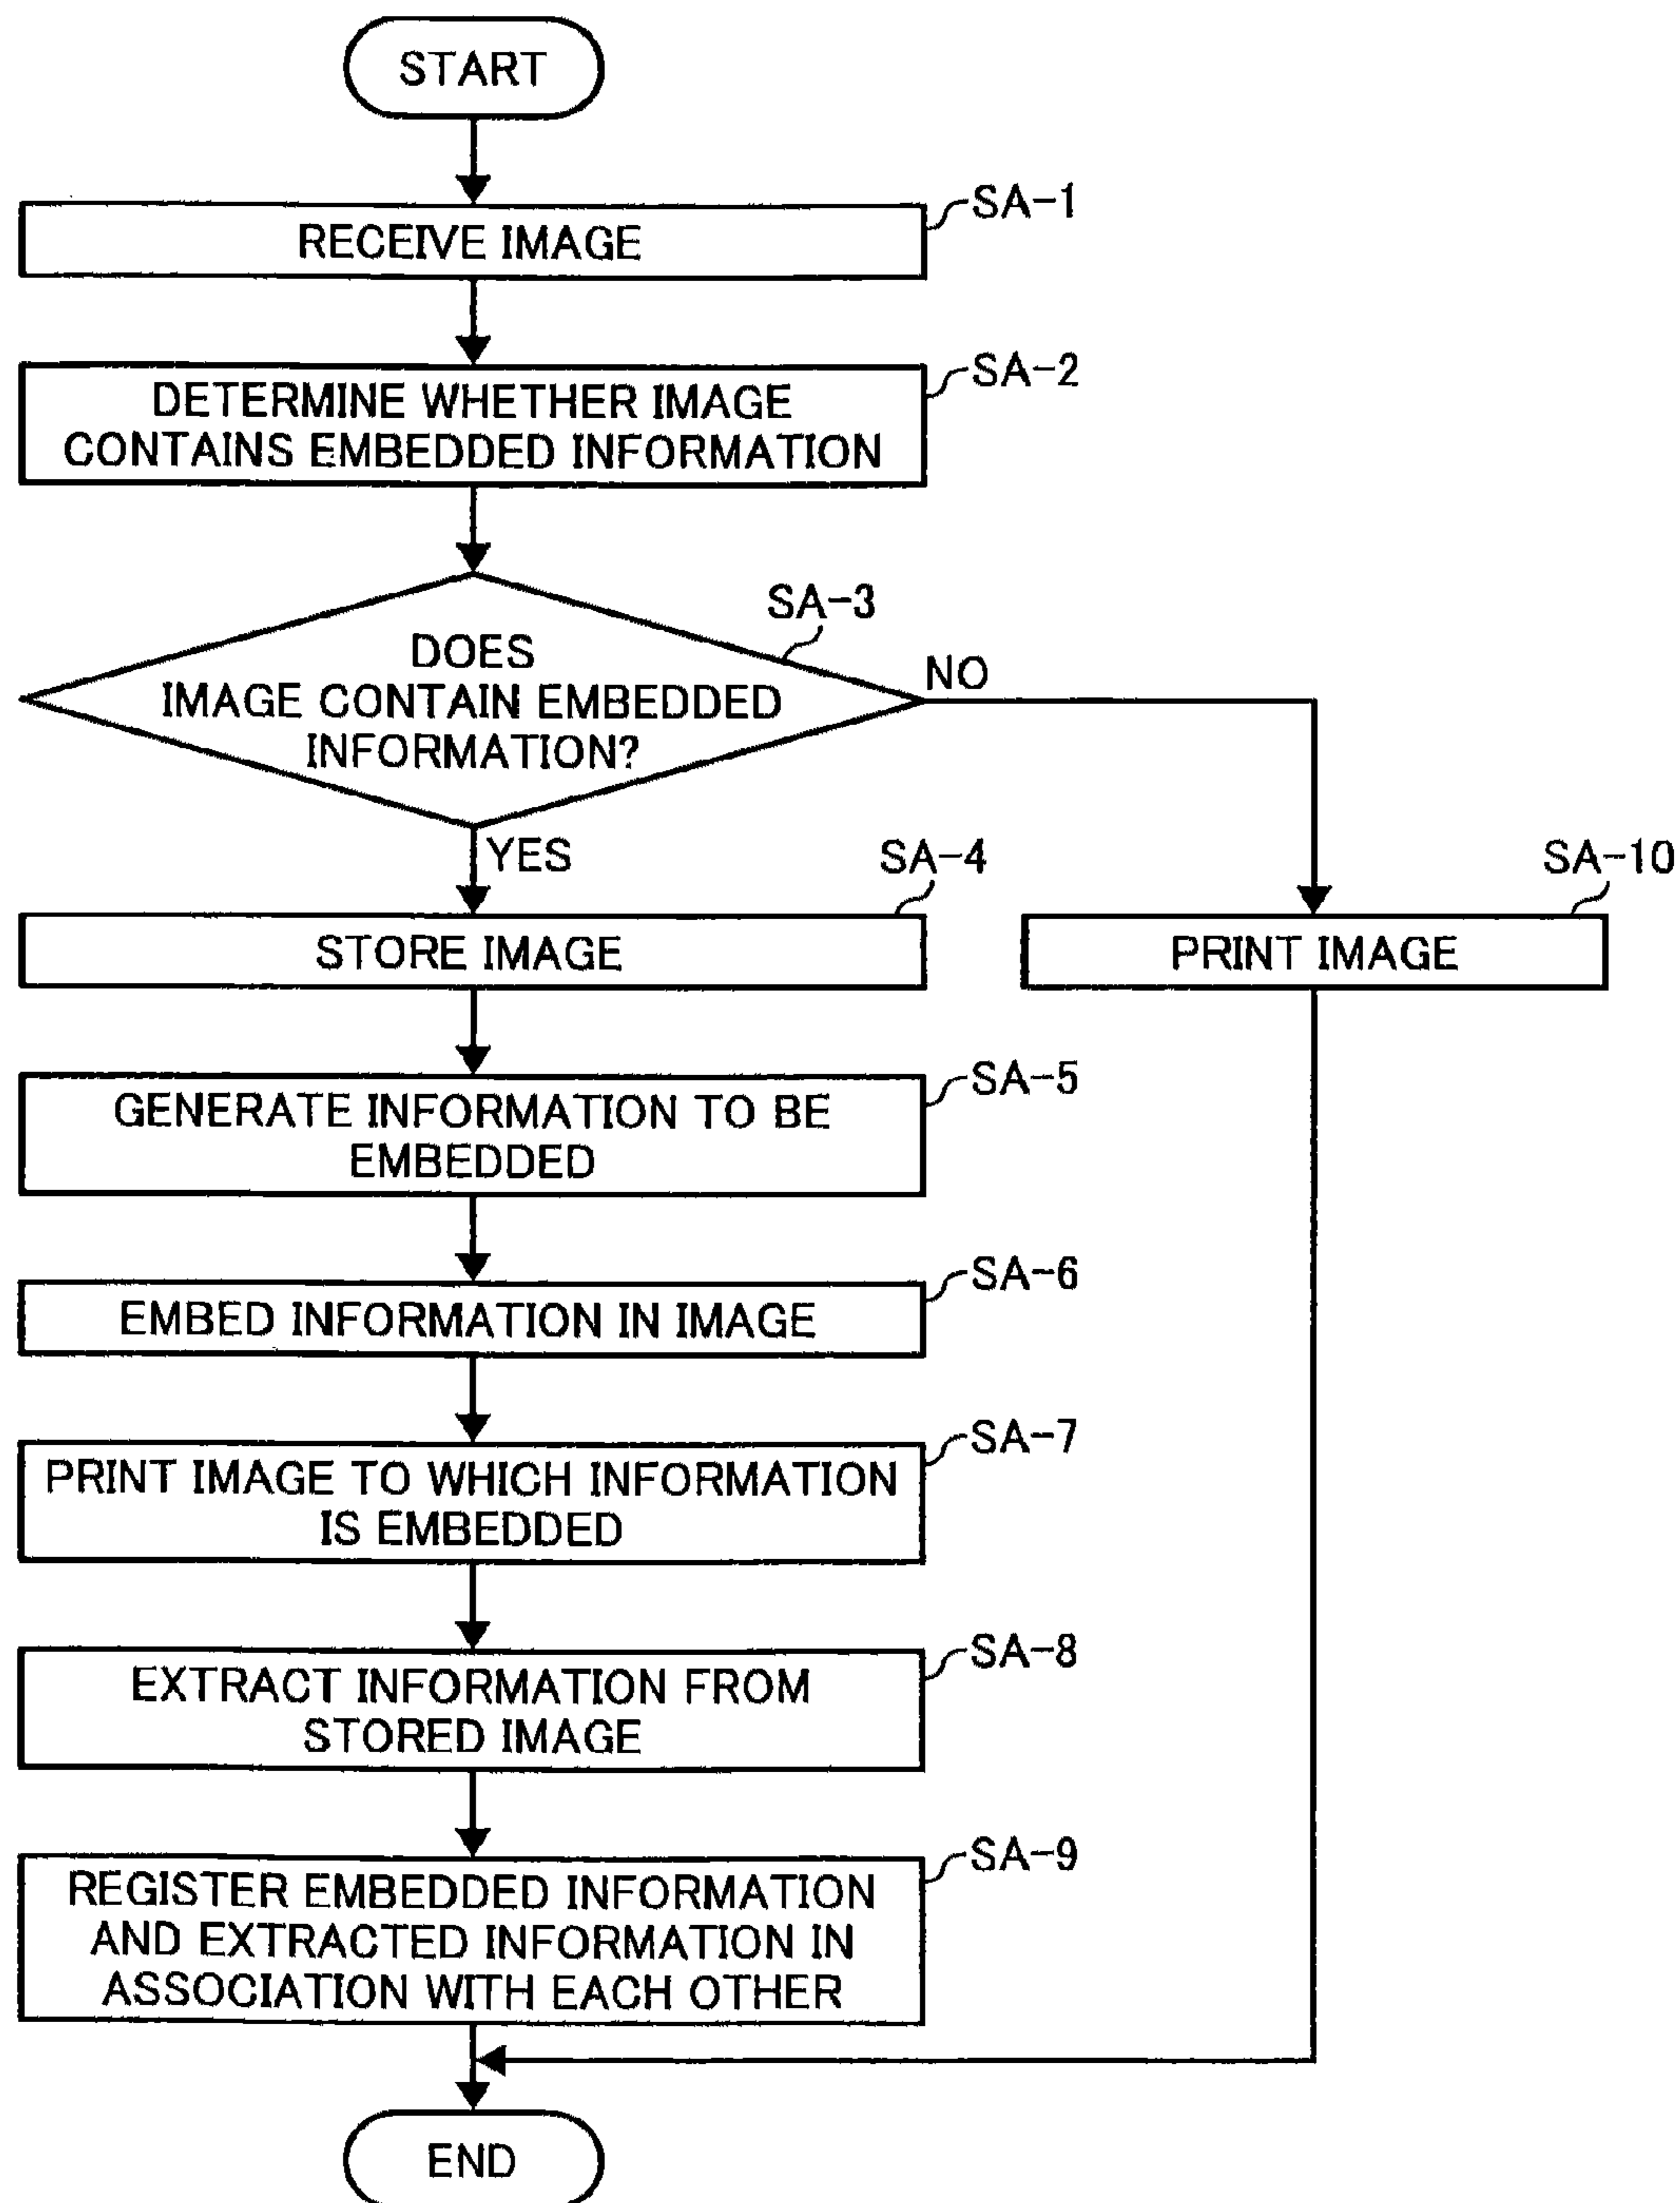 START
SA-1
RECEIVE IMAGE
SA-2
DETERMINE WHETHER IMAGE
CONTAINS EMBEDDED INFORMATION
SA-3
DOES
IMAGE CONTAIN EMBEDDED
INFORMATION?
NO
YES
SA-4
STORE IMAGE
SA-10
PRINT IMAGE
SA-5
GENERATE INFORMATION TO BE
EMBEDDED
SA-6
EMBED INFORMATION IN IMAGE
SA-7
PRINT IMAGE TO WHICH INFORMATION
IS EMBEDDED
SA-8
EXTRACT INFORMATION FROM
STORED IMAGE
SA-9
REGISTER EMBEDDED INFORMATION
AND EXTRACTED INFORMATION IN
ASSOCIATION WITH EACH OTHER
END